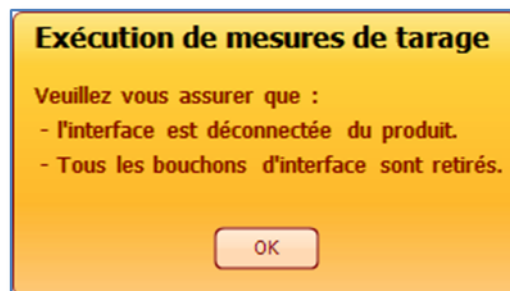 Exécution de mesures de tarage
Veuillez vous assurer que :
- l'interface est déconnectée du produit.
- Tous les bouchons d'interface sont retirés.
OK